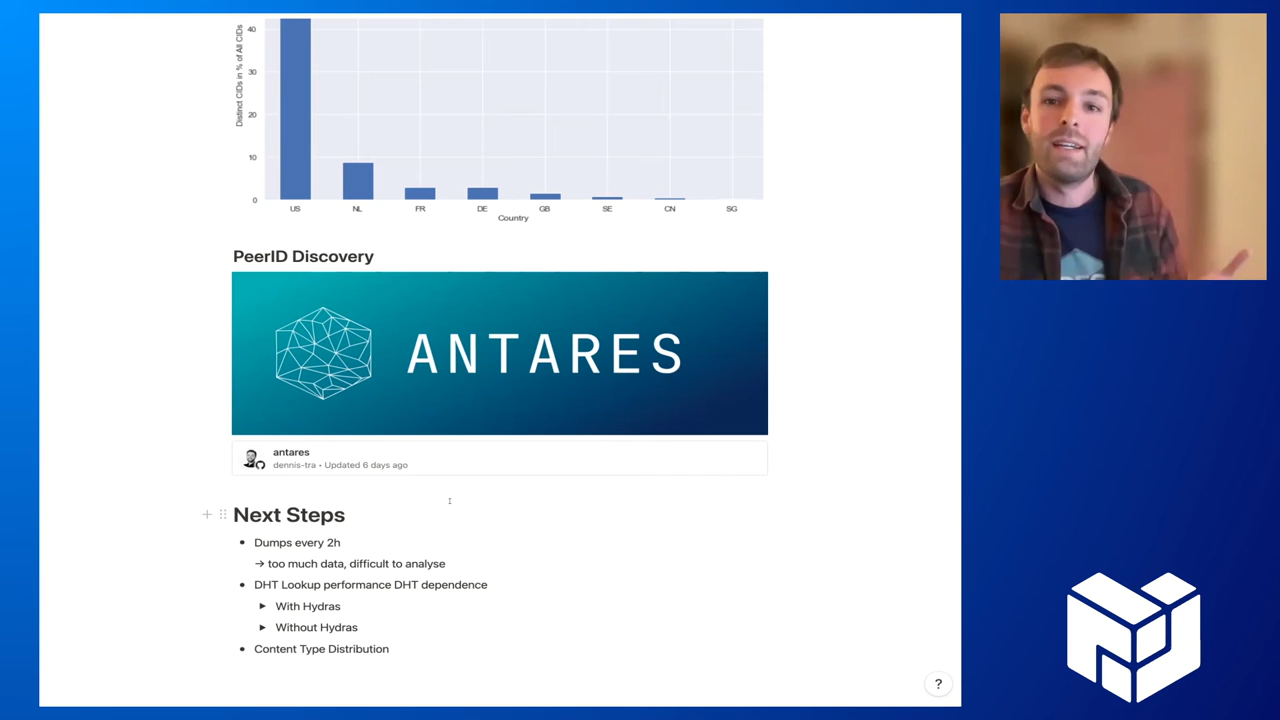 Distinct CIDs in % of All CIDs
40
30
20
10
0
US NL FR DE GB SE CN SG
Country
PeerID Discovery
ANTARES
antares
dennis-tra • Updated 6 days ago
Next Steps
• Dumps every 2h
→ too much data, difficult to analyse
• DHT Lookup performance DHT dependence
▶ With Hydras
▶ Without Hydras
• Content Type Distribution
?